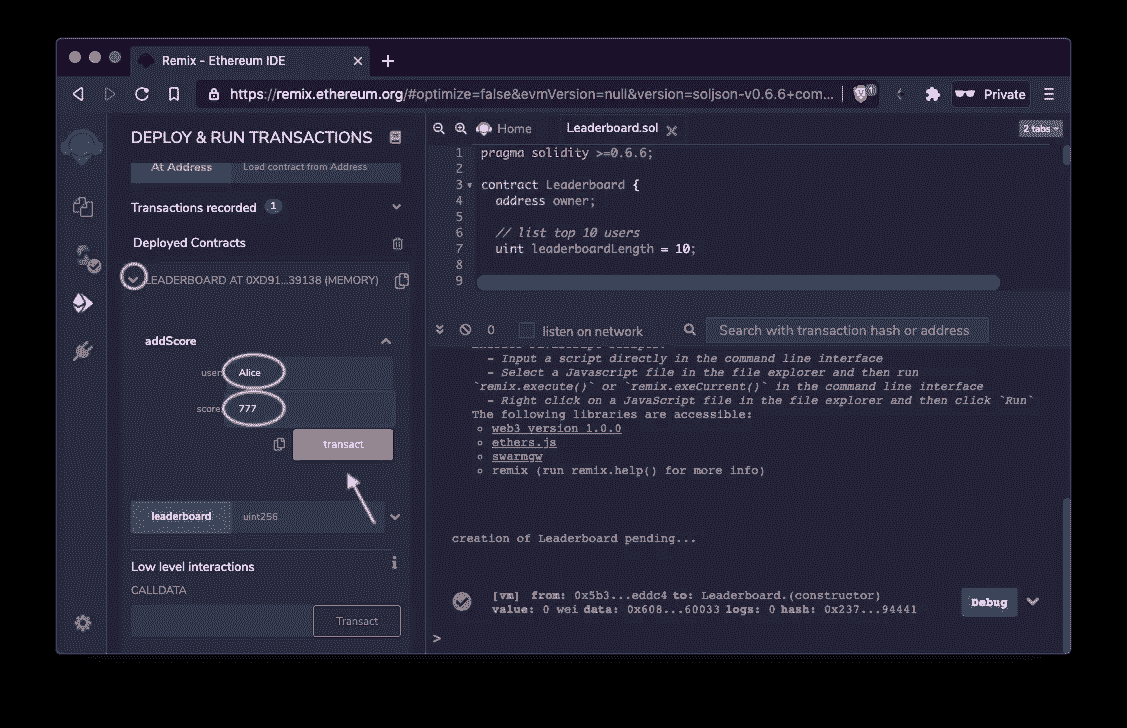 Remix - Ethereum IDE
https://remix.ethereum.org/#optimize=false&evmVersion=null&version=soljson-v0.6.6+com...
1
Private
DEPLOY & RUN TRANSACTIONS
At Address
Load contract from Address
Transactions recorded 1
Deployed Contracts
LEADERBOARD AT 0XD91...39138 (MEMORY)
addScore
user: Alice
score: 777
transact
leaderboard
uint256
Low level interactions
i
CALLDATA
Transact
Home
Leaderboard.sol
2 tabs
1 pragma solidity >=0.6.6;
2
3 contract Leaderboard {
4 address owner;
5
6 // list top 10 users
7 uint leaderboardLength = 10;
8
9
0
listen on network
Search with transaction hash or address
- Input a script directly in the command line interface
- Select a Javascript file in the file explorer and then run
`remix.execute()` or `remix.exeCurrent()` in the command line interface
- Right click on a JavaScript file in the file explorer and then click `Run`
The following libraries are accessible:
web3 version 1.0.0
ethers.js
swarmgw
remix (run remix.help() for more info)
creation of Leaderboard pending...
[vm] from: 0x5b3...eddc4 to: Leaderboard.(constructor)
value: 0 wei data: 0x608...60033 logs: 0 hash: 0x237...94441
Debug
>